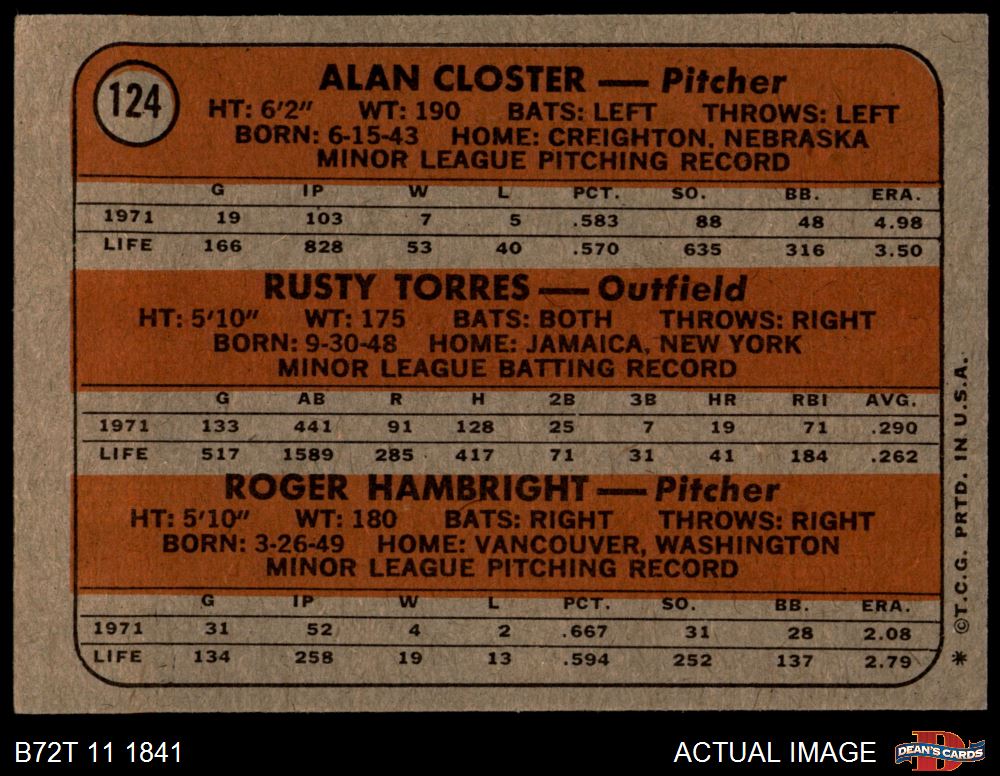 124
ALAN CLOSTER — Pitcher
HT: 6'2" WT: 190 BATS: LEFT THROWS: LEFT
BORN: 6-15-43 HOME: CREIGHTON, NEBRASKA
MINOR LEAGUE PITCHING RECORD
G IP W L PCT. SO. BB. ERA.
1971 19 103 7 5 .583 88 48 4.98
LIFE 166 828 53 40 .570 635 316 3.50
RUSTY TORRES — Outfield
HT: 5'10" WT: 175 BATS: BOTH THROWS: RIGHT
BORN: 9-30-48 HOME: JAMAICA, NEW YORK
MINOR LEAGUE BATTING RECORD
G AB R H 2B 3B HR RBI AVG.
1971 133 441 91 128 25 7 19 71 .290
LIFE 517 1589 285 417 71 31 41 184 .262
ROGER HAMBRIGHT — Pitcher
HT: 5'10" WT: 180 BATS: RIGHT THROWS: RIGHT
BORN: 3-26-49 HOME: VANCOUVER, WASHINGTON
MINOR LEAGUE PITCHING RECORD
G IP W L PCT. SO. BB. ERA.
1971 31 52 4 2 .667 31 28 2.08
LIFE 134 258 19 13 .594 252 137 2.79
* ©T.C.G. PRTD. IN U.S.A.
B72T 11 1841
ACTUAL IMAGE
DEAN'S CARDS